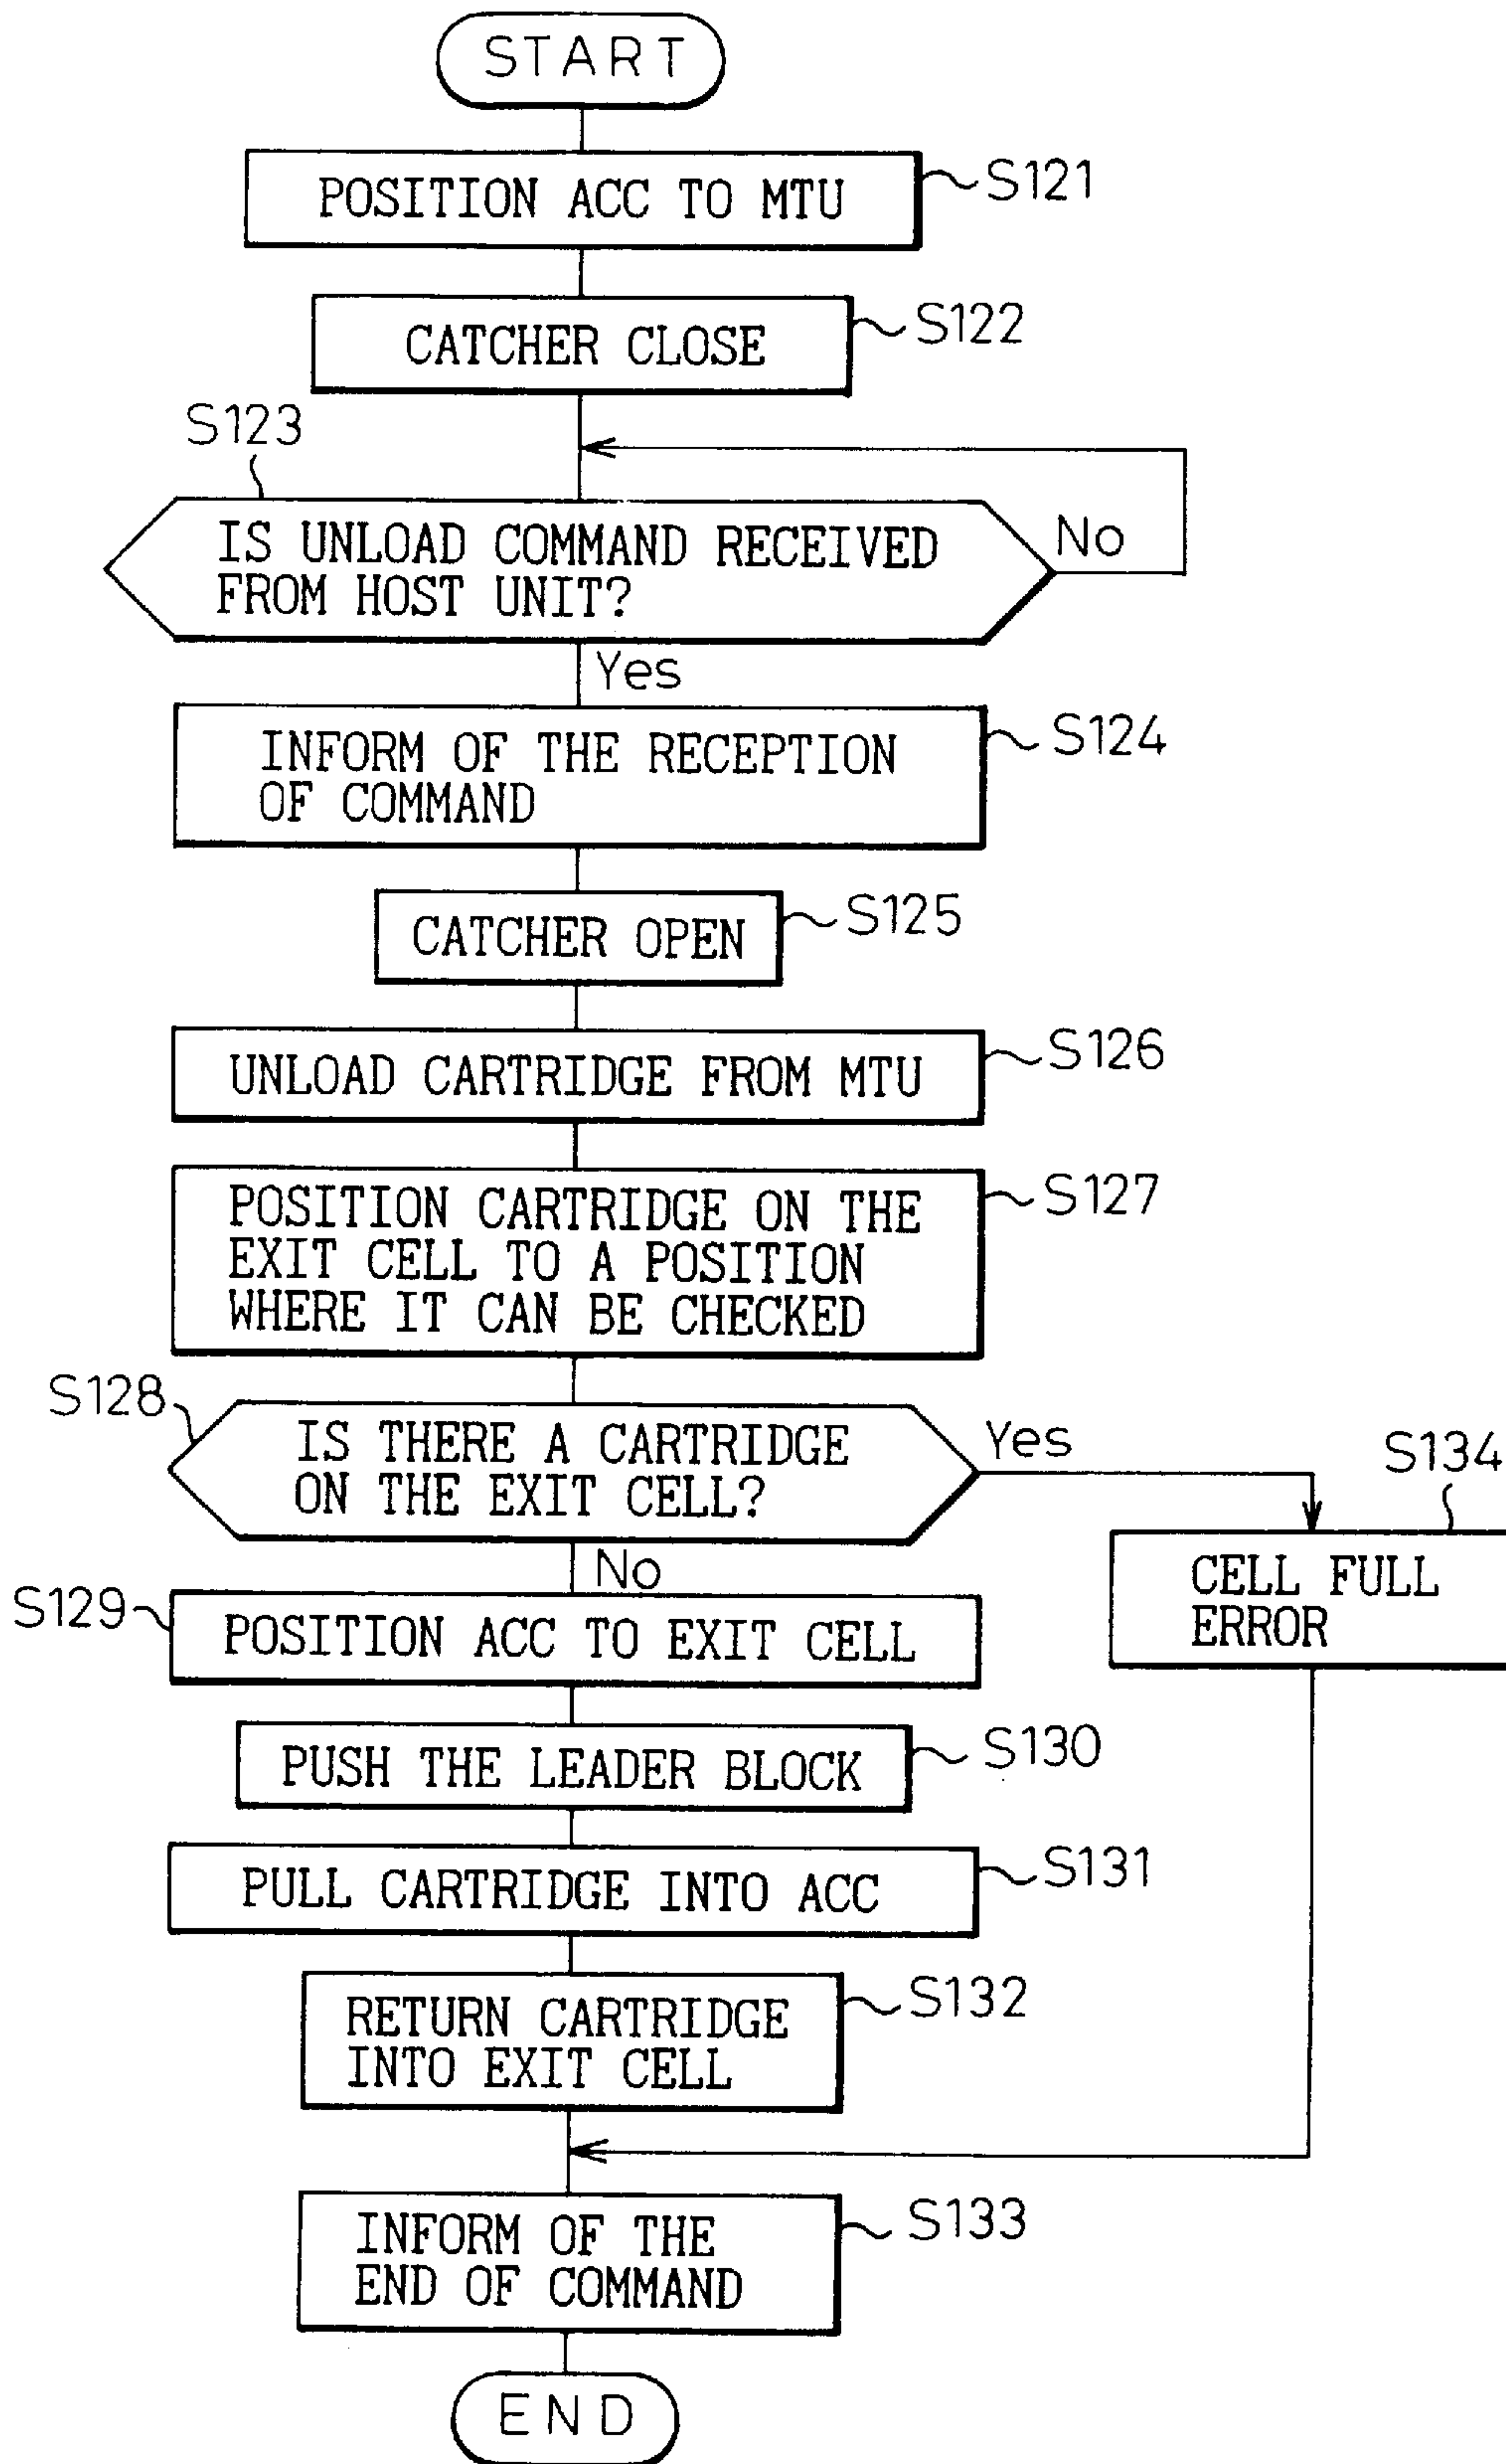 START
POSITION ACC TO MTU
S121
CATCHER CLOSE
S122
S123
IS UNLOAD COMMAND RECEIVED
FROM HOST UNIT?
No
Yes
INFORM OF THE RECEPTION
OF COMMAND
S124
CATCHER OPEN
S125
UNLOAD CARTRIDGE FROM MTU
S126
POSITION CARTRIDGE ON THE
EXIT CELL TO A POSITION
WHERE IT CAN BE CHECKED
S127
S128
IS THERE A CARTRIDGE
ON THE EXIT CELL?
Yes
S134
CELL FULL
ERROR
No
S129
POSITION ACC TO EXIT CELL
PUSH THE LEADER BLOCK
S130
PULL CARTRIDGE INTO ACC
S131
RETURN CARTRIDGE
INTO EXIT CELL
S132
INFORM OF THE
END OF COMMAND
S133
END